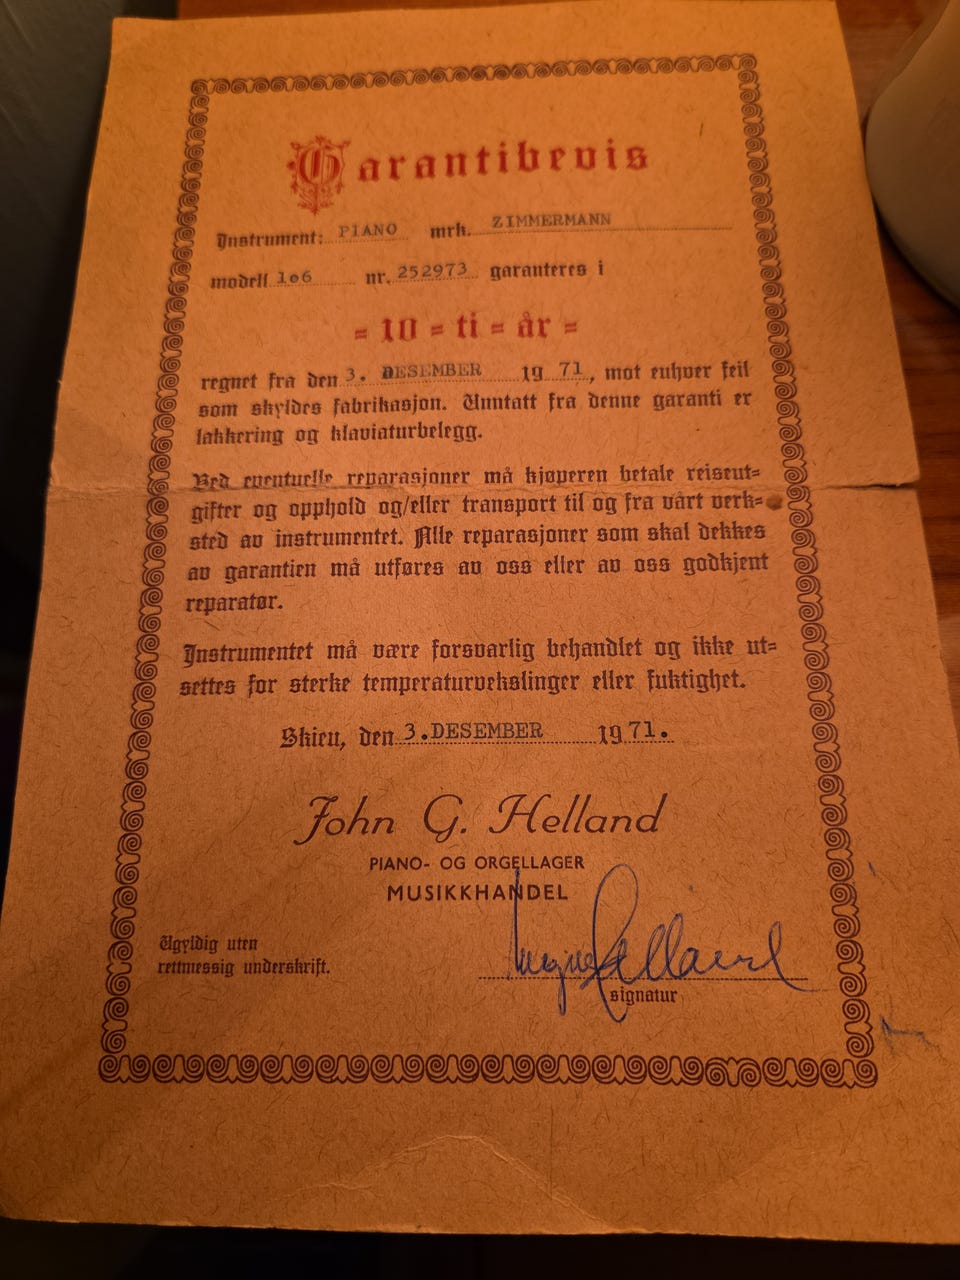 Garantibevis
Instrument: PIANO mrk. ZIMMERMANN
modell 1o6 nr. 252973 garanteres i
= 10 = ti = år =
regnet fra den 3. DESEMBER 19 71, mot enhver feil
som skyldes fabrikasjon. Unntatt fra denne garanti er
lakkering og klaviaturbelegg.
Ved eventuelle reparasjoner må kjøperen betale reiseut=
gifter og opphold og/eller transport til og fra vårt verk=
sted av instrumentet. Alle reparasjoner som skal dekkes
av garantien må utføres av oss eller av oss godkjent
reparatør.
Instrumentet må være forsvarlig behandlet og ikke ut=
settes for sterke temperaturvekslinger eller fuktighet.
Skien, den 3.DESEMBER 19 71.
John G. Helland
PIANO- OG ORGELLAGER
MUSIKKHANDEL
Ugyldig uten
rettmessig underskrift.
Helland
signatur